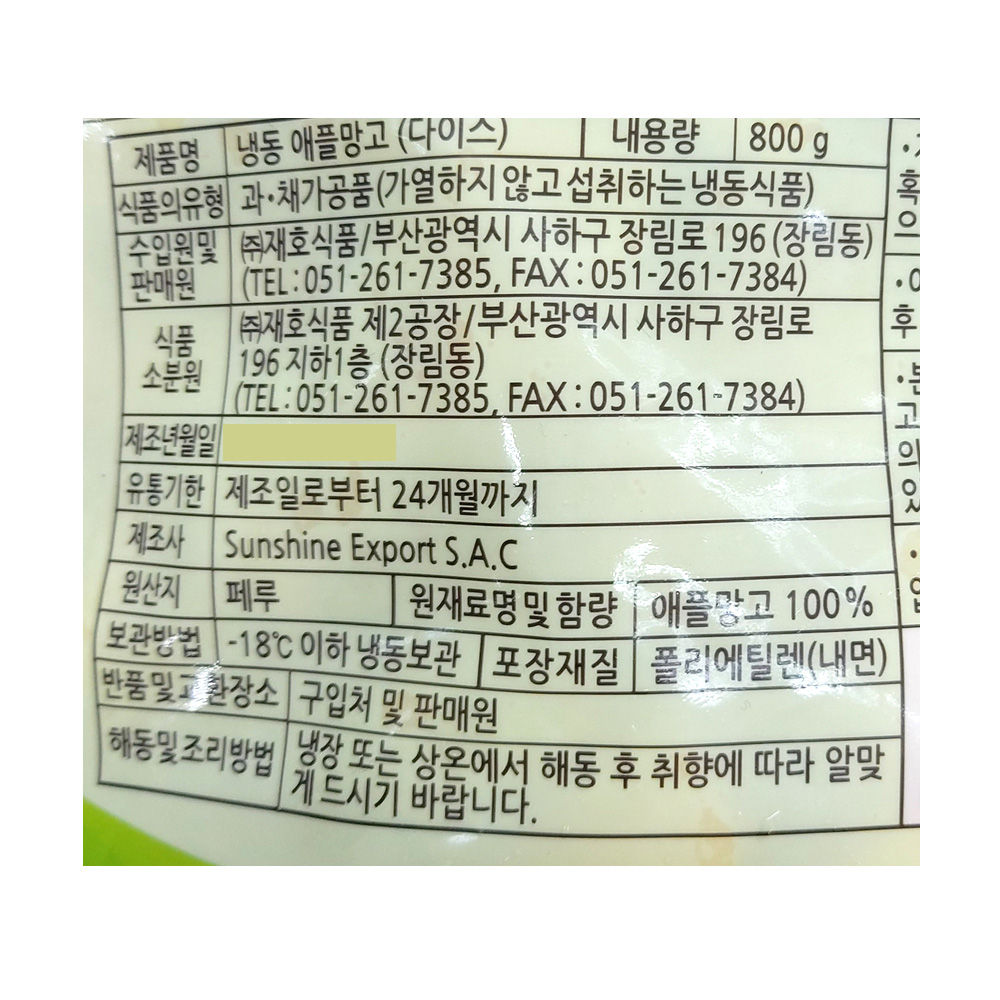 제품명 냉동 애플망고 (다이스) 내용량 800 g
식품의유형 과·채가공품(가열하지 않고 섭취하는 냉동식품)
수입원 및 ㈜재호식품/부산광역시 사하구 장림로 196 (장림동)
판매원 (TEL : 051-261-7385, FAX : 051-261-7384)
식품 ㈜재호식품 제2공장/부산광역시 사하구 장림로
소분원 196 지하1층 (장림동)
(TEL : 051-261-7385, FAX : 051-261-7384)
제조년월일
유통기한 제조일로부터 24개월까지
제조사 Sunshine Export S.A.C
원산지 페루 원재료명 및 함량 애플망고 100%
보관방법 -18℃ 이하 냉동보관 포장재질 폴리에틸렌(내면)
반품 및 교환장소 구입처 및 판매원
해동 및 조리방법 냉장 또는 상온에서 해동 후 취향에 따라 알맞
게 드시기 바랍니다.